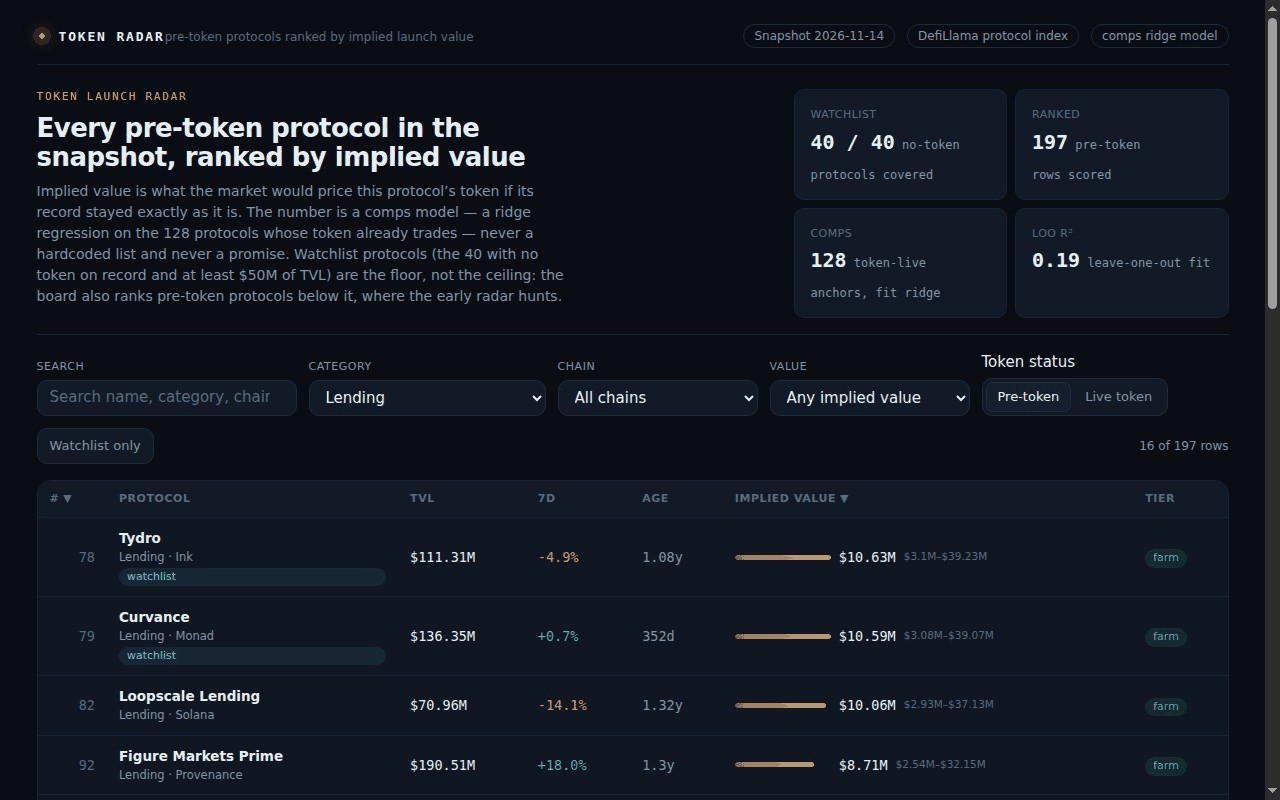 TOKEN RADAR pre-token protocols ranked by implied launch value
Snapshot 2026-11-14
DefiLlama protocol index
comps ridge model
TOKEN LAUNCH RADAR
Every pre-token protocol in the
snapshot, ranked by implied value
Implied value is what the market would price this protocol's token if its
record stayed exactly as it is. The number is a comps model — a ridge
regression on the 128 protocols whose token already trades — never a
hardcoded list and never a promise. Watchlist protocols (the 40 with no
token on record and at least $50M of TVL) are the floor, not the ceiling: the
board also ranks pre-token protocols below it, where the early radar hunts.
WATCHLIST
40 / 40 no-token
protocols covered
RANKED
197 pre-token
rows scored
COMPS
128 token-live
anchors, fit ridge
LOO R²
0.19 leave-one-out fit
SEARCH
Search name, category, chain
CATEGORY
Lending
CHAIN
All chains
VALUE
Any implied value
Token status
Pre-token Live token
Watchlist only
16 of 197 rows
# ▼ PROTOCOL TVL 7D AGE IMPLIED VALUE ▼ TIER
78 Tydro $111.31M -4.9% 1.08y $10.63M $3.1M–$39.23M farm
Lending · Ink
watchlist
79 Curvance $136.35M +0.7% 352d $10.59M $3.08M–$39.07M farm
Lending · Monad
watchlist
82 Loopscale Lending $70.96M -14.1% 1.32y $10.06M $2.93M–$37.13M farm
Lending · Solana
92 Figure Markets Prime $190.51M +18.0% 1.3y $8.71M $2.54M–$32.15M farm
Lending · Provenance